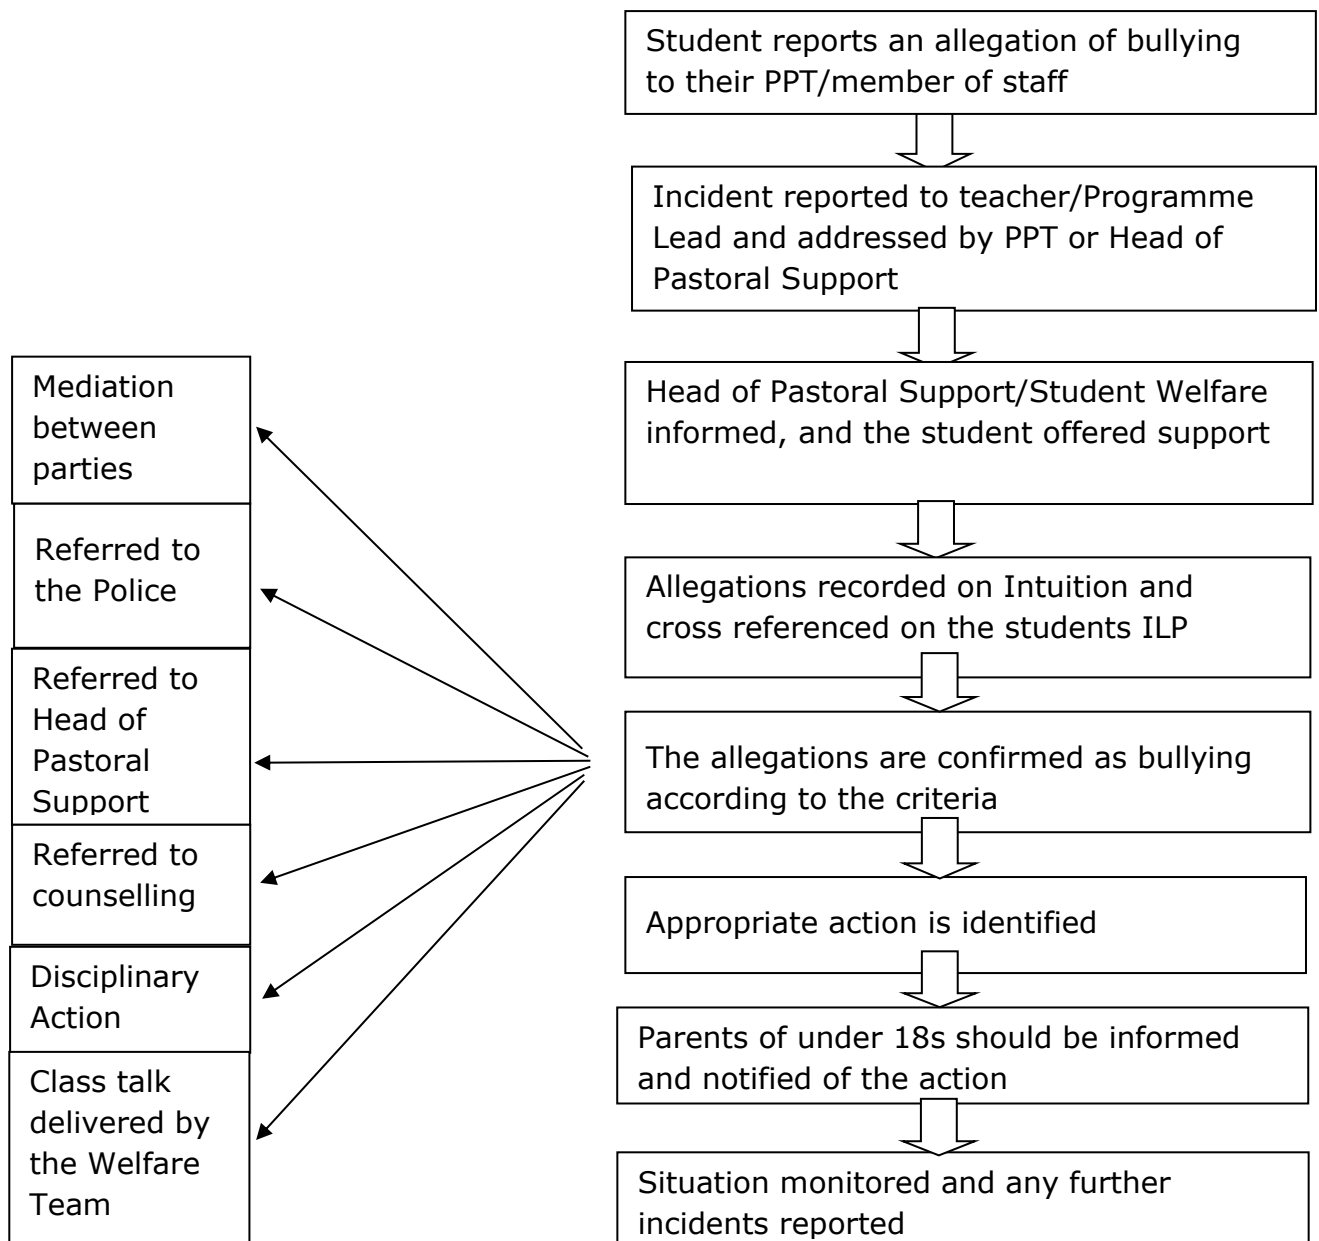 Student reports an allegation of bullying
to their PPT/member of staff
Incident reported to teacher/Programme
Lead and addressed by PPT or Head of
Pastoral Support
Head of Pastoral Support/Student Welfare
informed, and the student offered support
Allegations recorded on Intuition and
cross referenced on the students ILP
The allegations are confirmed as bullying
according to the criteria
Appropriate action is identified
Parents of under 18s should be informed
and notified of the action
Situation monitored and any further
incidents reported
Mediation
between
parties
Referred to
the Police
Referred to
Head of
Pastoral
Support
Referred to
counselling
Disciplinary
Action
Class talk
delivered by
the Welfare
Team